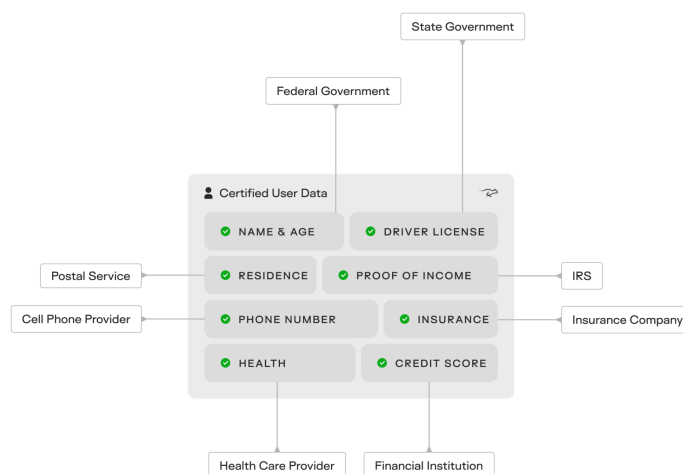 State Government
Federal Government
Certified User Data
NAME & AGE
DRIVER LICENSE
Postal Service
RESIDENCE
PROOF OF INCOME
IRS
Cell Phone Provider
PHONE NUMBER
INSURANCE
Insurance Company
HEALTH
CREDIT SCORE
Health Care Provider
Financial Institution